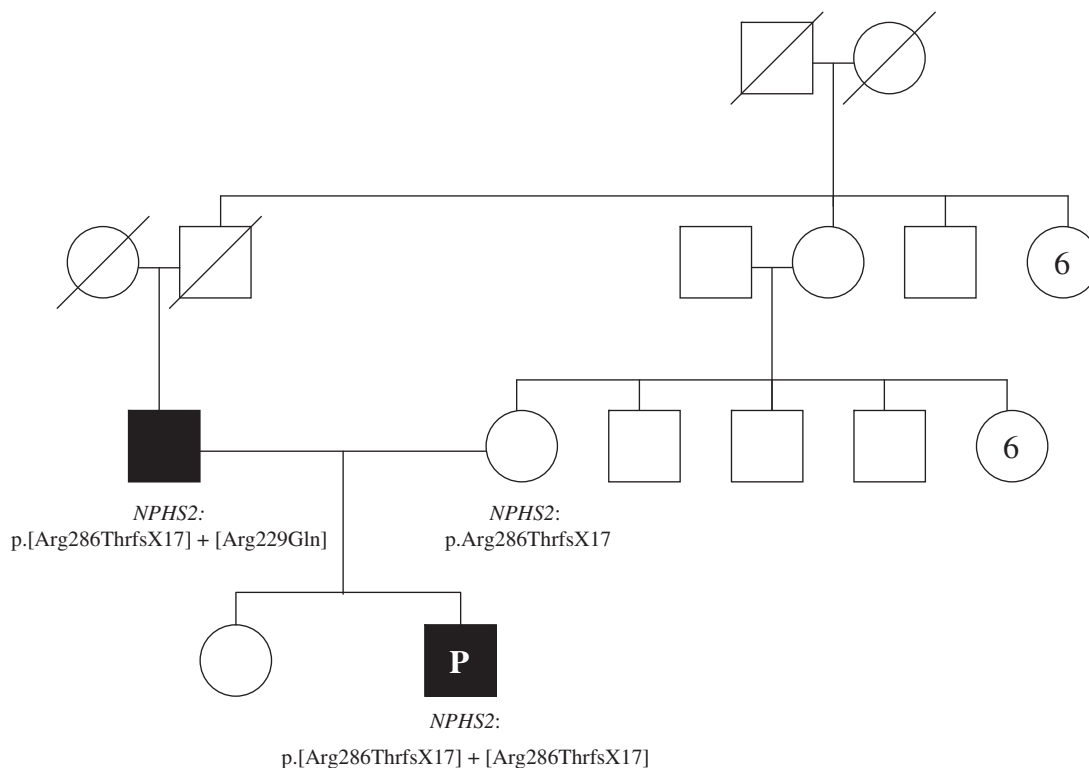 6
6
NPHS2:
p.[Arg286ThrfsX17] + [Arg229Gln]
NPHS2:
p.Arg286ThrfsX17
P
NPHS2:
p.[Arg286ThrfsX17] + [Arg286ThrfsX17]